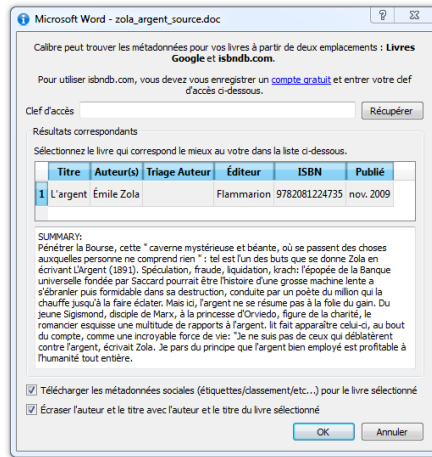 Microsoft Word - zola_argent_source.doc
Calibre peut trouver les métadonnées pour vos livres à partir de deux emplacements : Livres
Google et isbndb.com.
Pour utiliser isbndb.com, vous devez vous enregistrer un compte gratuit et entrer votre clef
d'accès ci-dessous.
Clef d'accès Récupérer
Résultats correspondants
Sélectionnez le livre qui correspond le mieux au votre dans la liste ci-dessous.
Titre Auteur(s) Triage Auteur Éditeur ISBN Publié
1 L'argent Émile Zola Flammarion 9782081224735 nov. 2009
SUMMARY:
Pénétrer la Bourse, cette " caverne mystérieuse et béante, où se passent des choses
auxquelles personne ne comprend rien " : tel est l'un des buts que se donne Zola en
écrivant L'Argent (1891). Spéculation, fraude, liquidation, krach: l'épopée de la Banque
universelle fondée par Saccard pourrait être l'histoire d'une grosse machine lente a
s'ébranler puis formidable dans sa destruction, conduite par un poète du million qui la
chauffe jusqu'à la faire éclater. Mais ici, l'argent ne se résume pas à la folie du gain. Du
jeune Sigismond, disciple de Marx, à la princesse d'Orviedo, figure de la charité, le
romancier esquisse une multitude de rapports à l'argent. lit fait apparaître celui-ci, au bout
du compte, comme une incroyable force de vie: "Je ne suis pas de ceux qui déblatèrent
contre l'argent, écrivait Zola. Je pars du principe que l'argent bien employé est profitable à
l'humanité tout entière.
Télécharger les métadonnées sociales (étiquettes/classement/etc...) pour le livre sélectionné
Écraser l'auteur et le titre avec l'auteur et le titre du livre sélectionné
OK Annuler